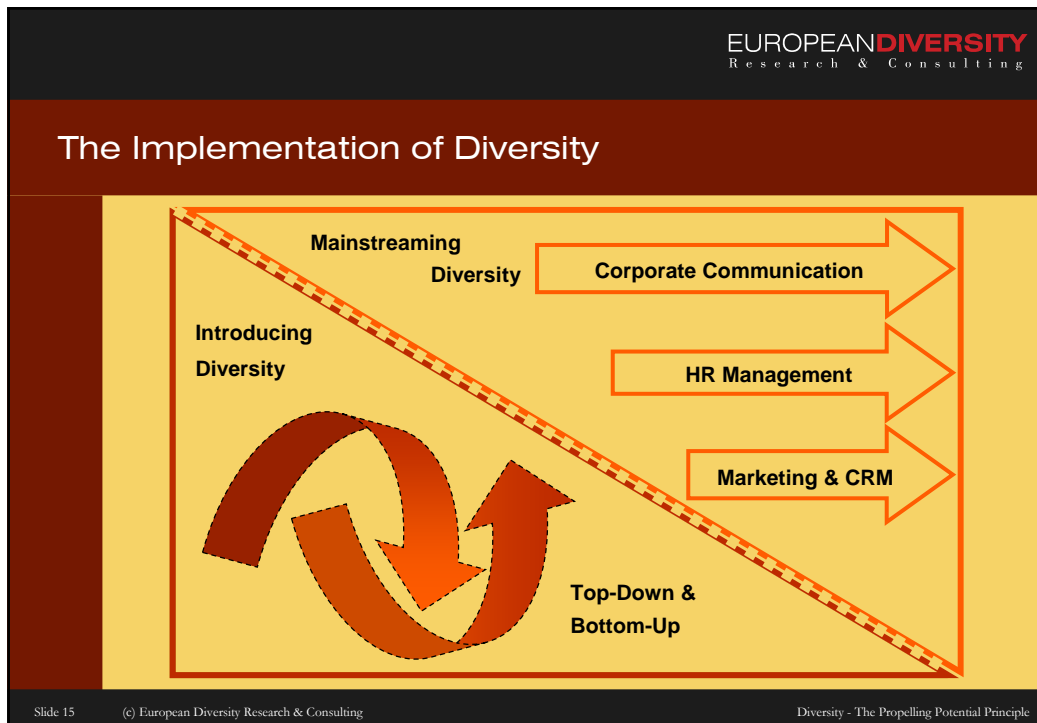 EUROPEANDIVERSITY
Research & Consulting
The Implementation of Diversity
Mainstreaming
Diversity
Corporate Communication
Introducing
Diversity
HR Management
Marketing & CRM
Top-Down &
Bottom-Up
Slide 15 (c) European Diversity Research & Consulting Diversity - The Propelling Potential Principle